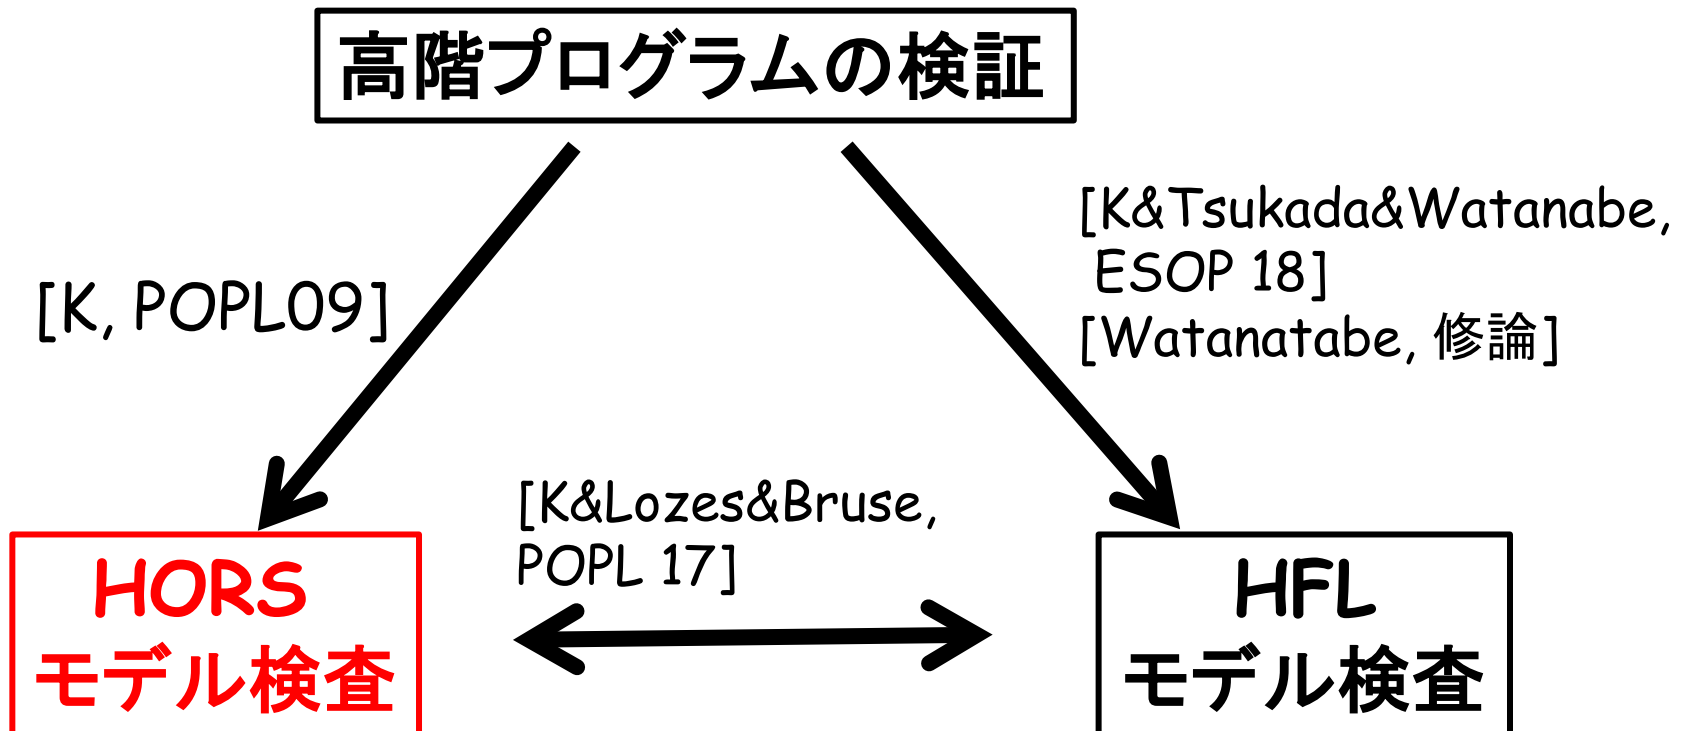 高階プログラムの検証
[K, POPL09]
[K&Tsukada&Watanabe,
ESOP 18]
[Watanatabe, 修論]
[K&Lozes&Bruse,
POPL 17]
HORS
モデル検査
HFL
モデル検査